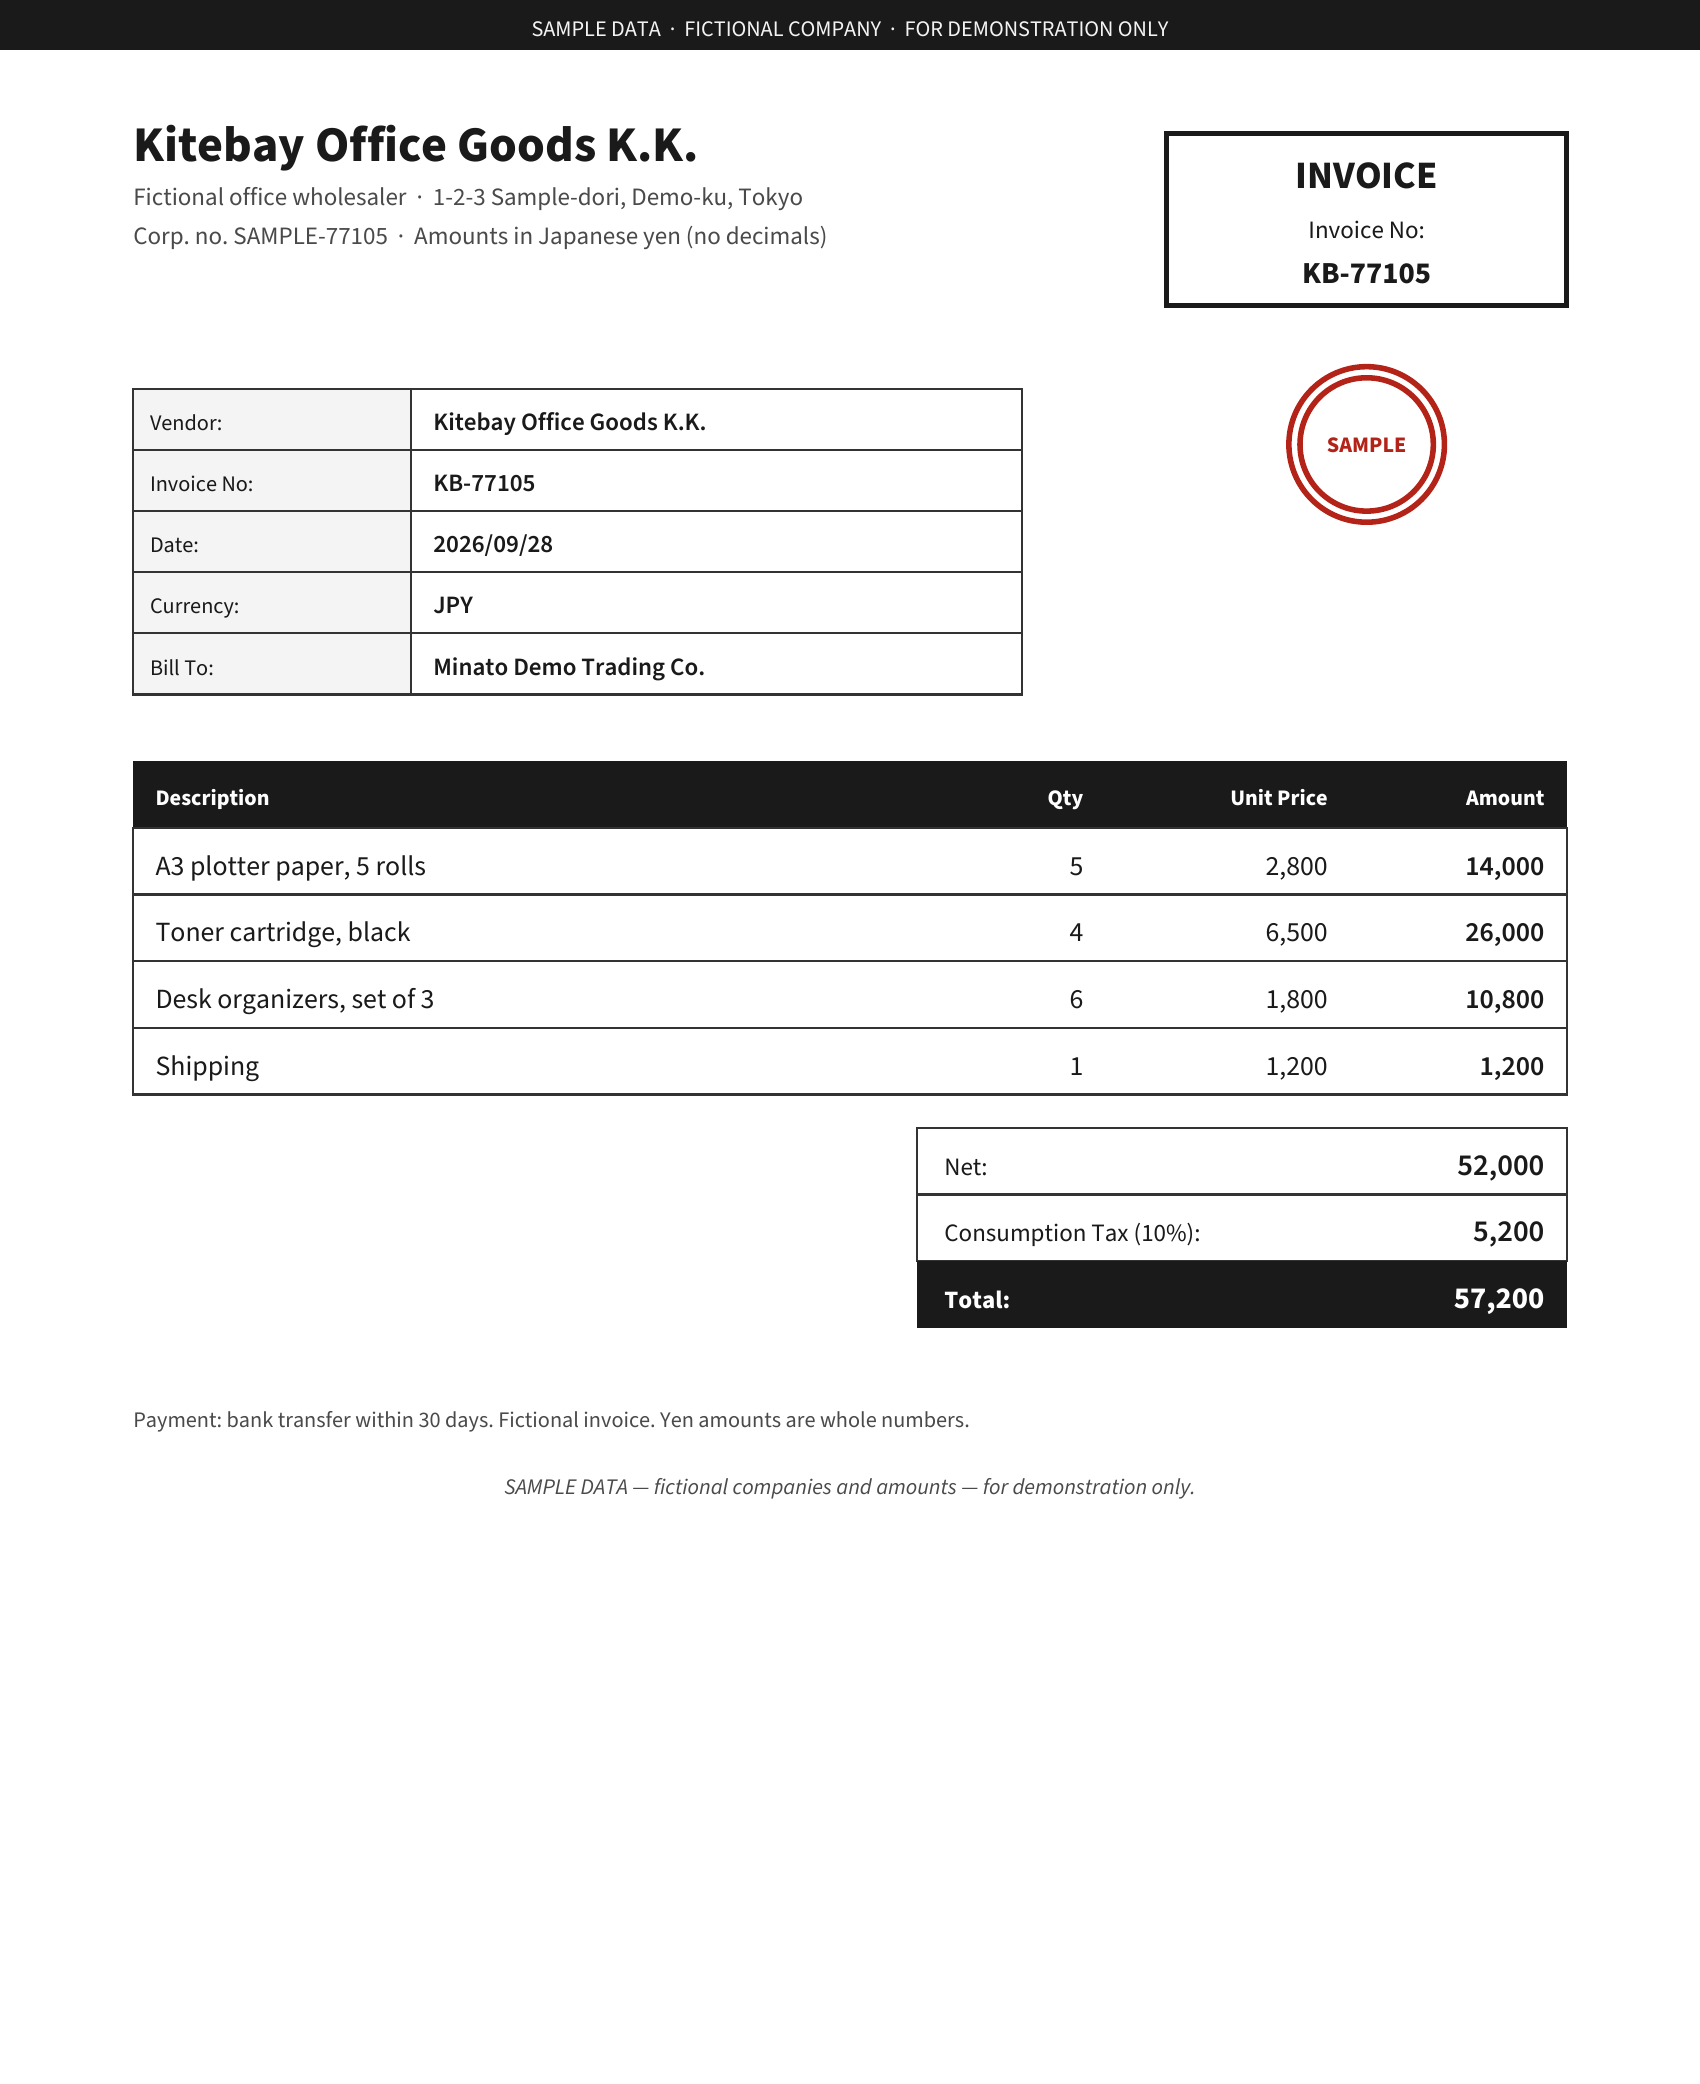 SAMPLE DATA · FICTIONAL COMPANY · FOR DEMONSTRATION ONLY
Kitebay Office Goods K.K.
Fictional office wholesaler · 1-2-3 Sample-dori, Demo-ku, Tokyo
Corp. no. SAMPLE-77105 · Amounts in Japanese yen (no decimals)
INVOICE
Invoice No:
KB-77105
Vendor: Kitebay Office Goods K.K.
Invoice No: KB-77105
Date: 2026/09/28
Currency: JPY
Bill To: Minato Demo Trading Co.
SAMPLE
Description Qty Unit Price Amount
A3 plotter paper, 5 rolls 5 2,800 14,000
Toner cartridge, black 4 6,500 26,000
Desk organizers, set of 3 6 1,800 10,800
Shipping 1 1,200 1,200
Net: 52,000
Consumption Tax (10%): 5,200
Total: 57,200
Payment: bank transfer within 30 days. Fictional invoice. Yen amounts are whole numbers.
SAMPLE DATA — fictional companies and amounts — for demonstration only.